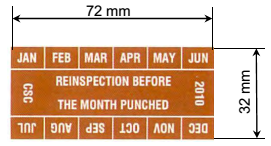 72 mm
JAN FEB MAR APR MAY JUN
CSC REINSPECTION BEFORE 2010
THE MONTH PUNCHED
JUL AUG SEP OCT NOV DEC
32 mm